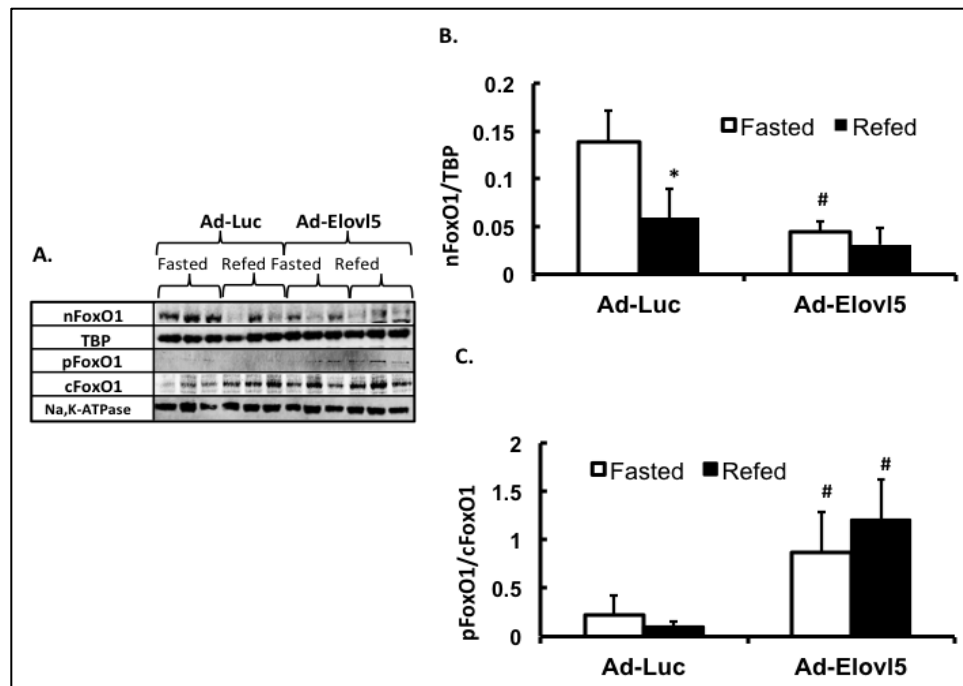 A.
Ad-Luc Ad-Elovl5
Fasted Refed Fasted Refed
nFoxO1
TBP
pFoxO1
cFoxO1
Na,K-ATPase
B.
nFoxO1/TBP
0.2
0.15
0.1
0.05
0
Fasted Refed
*
#
Ad-Luc Ad-Elovl5
C.
pFoxO1/cFoxO1
2
1.5
1
0.5
0
Fasted Refed
# #
Ad-Luc Ad-Elovl5